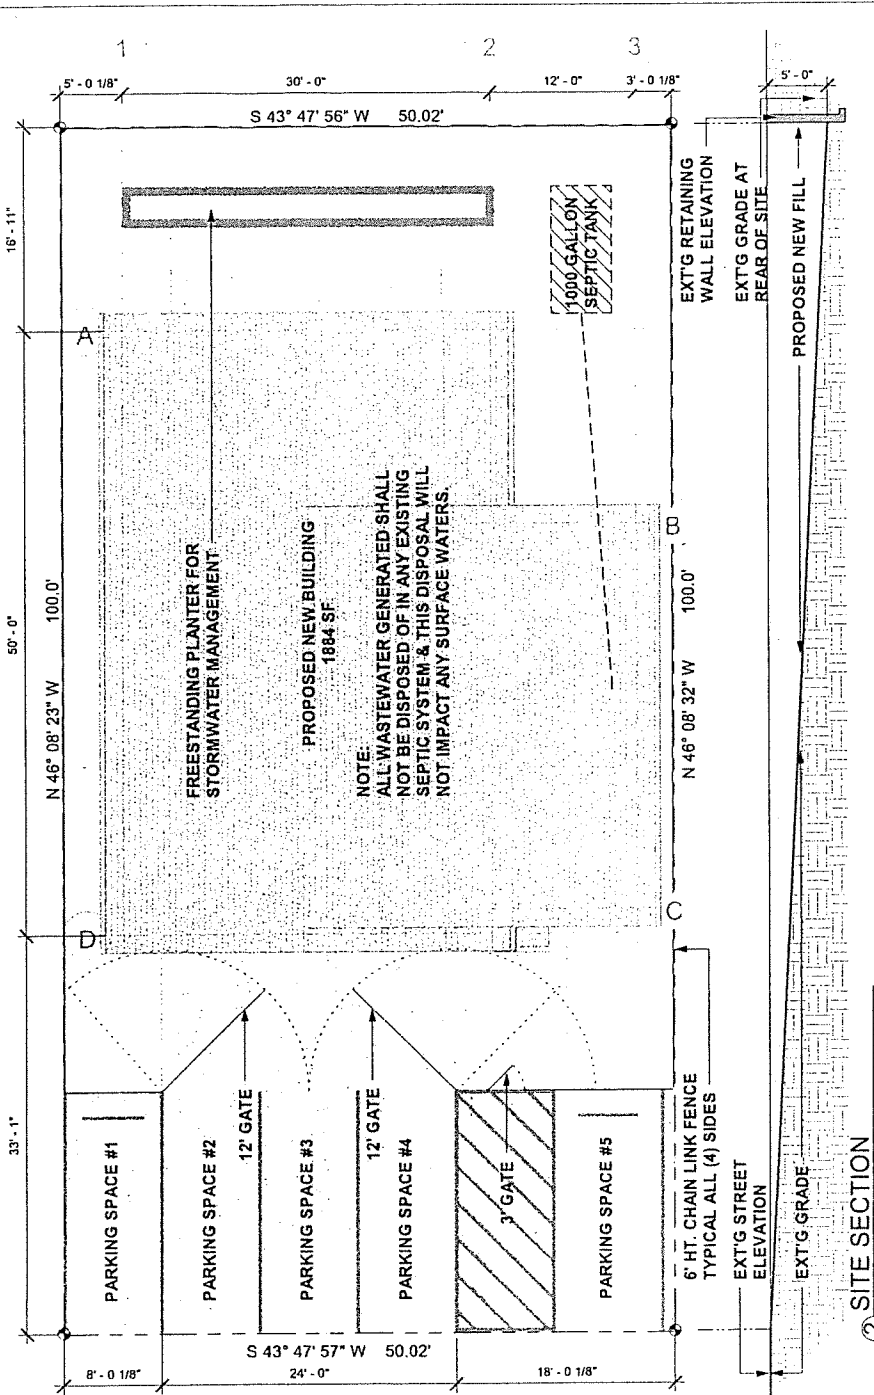 1
2
3
5' - 0 1/8"
30' - 0"
12' - 0"
3' - 0 1/8"
5' - 0"
S 43° 47' 56" W 50.02'
16' - 11"
50' - 0"
33' - 1"
A
B
C
D
N 46° 08' 23" W 100.0'
N 46° 08' 32" W 100.0'
1000 GALLON
SEPTIC TANK
EXT'G RETAINING
WALL ELEVATION
EXT'G GRADE AT
REAR OF SITE
PROPOSED NEW FILL
FREESTANDING PLANTER FOR
STORMWATER MANAGEMENT
PROPOSED NEW BUILDING
1884 SF
NOTE:
ALL WASTEWATER GENERATED SHALL
NOT BE DISPOSED OF IN ANY EXISTING
SEPTIC SYSTEM & THIS DISPOSAL WILL
NOT IMPACT ANY SURFACE WATERS.
PARKING SPACE #1
PARKING SPACE #2
12' GATE
PARKING SPACE #3
12' GATE
PARKING SPACE #4
3' GATE
PARKING SPACE #5
6' HT. CHAIN LINK FENCE
TYPICAL ALL (4) SIDES
EXT'G STREET
ELEVATION
EXT'G GRADE
S 43° 47' 57" W 50.02'
8' - 0 1/8"
24' - 0"
18' - 0 1/8"
2 SITE SECTION